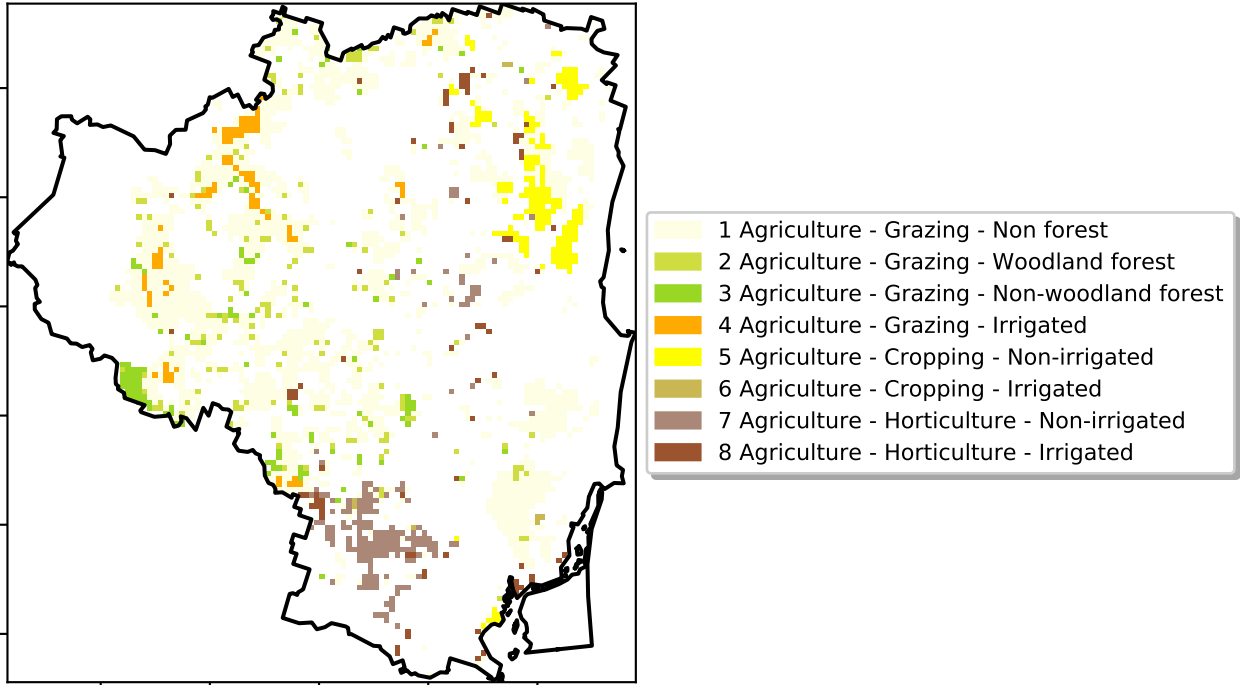 1 Agriculture - Grazing - Non forest
2 Agriculture - Grazing - Woodland forest
3 Agriculture - Grazing - Non-woodland forest
4 Agriculture - Grazing - Irrigated
5 Agriculture - Cropping - Non-irrigated
6 Agriculture - Cropping - Irrigated
7 Agriculture - Horticulture - Non-irrigated
8 Agriculture - Horticulture - Irrigated